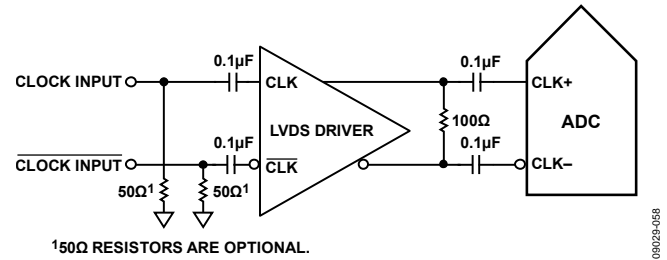 0.1µF
0.1µF
CLOCK INPUT
CLK
CLK+
LVDS DRIVER
100Ω
ADC
0.1µF
0.1µF
CLOCK INPUT
CLK
CLK–
50Ω¹
50Ω¹
¹50Ω RESISTORS ARE OPTIONAL.
09029-058